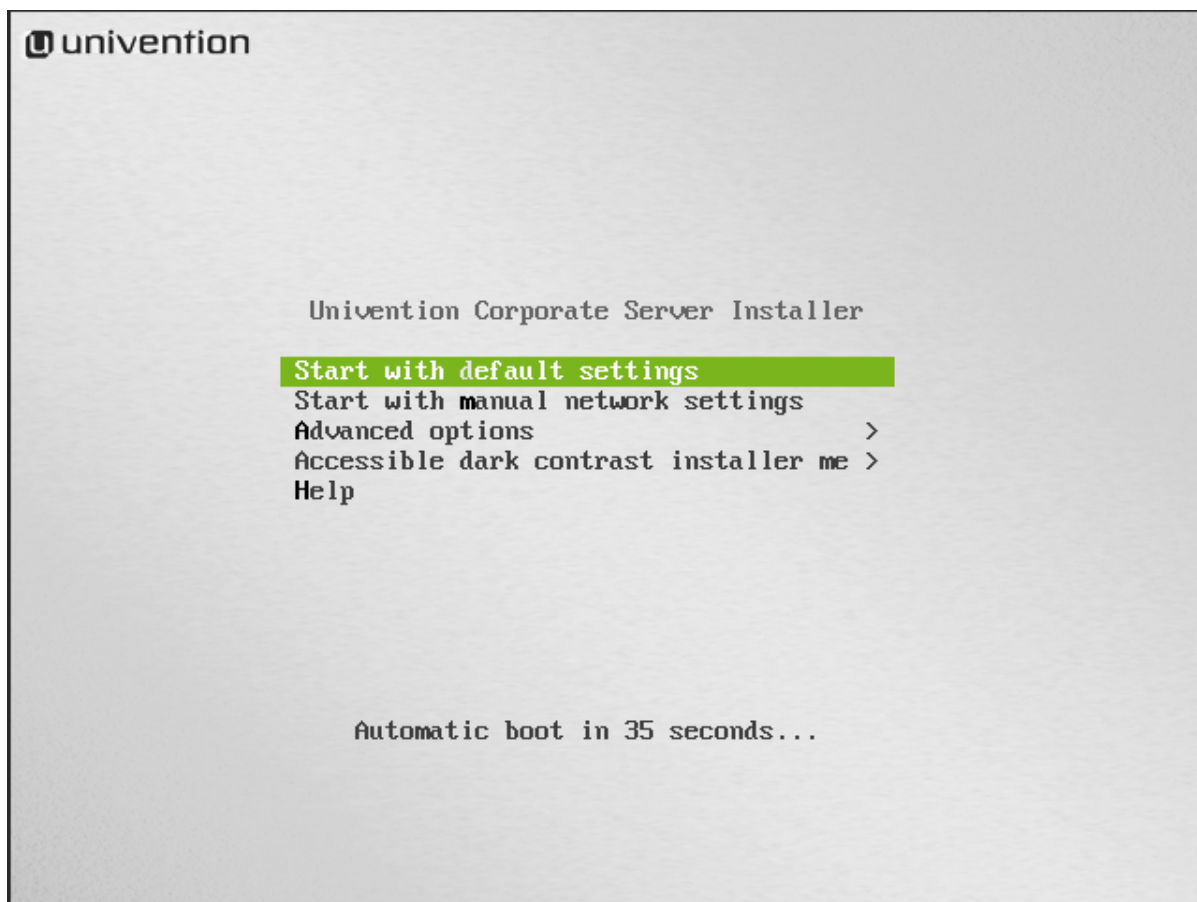 univention
Univention Corporate Server Installer
Start with default settings
Start with manual network settings
Advanced options >
Accessible dark contrast installer me >
Help
Automatic boot in 35 seconds...